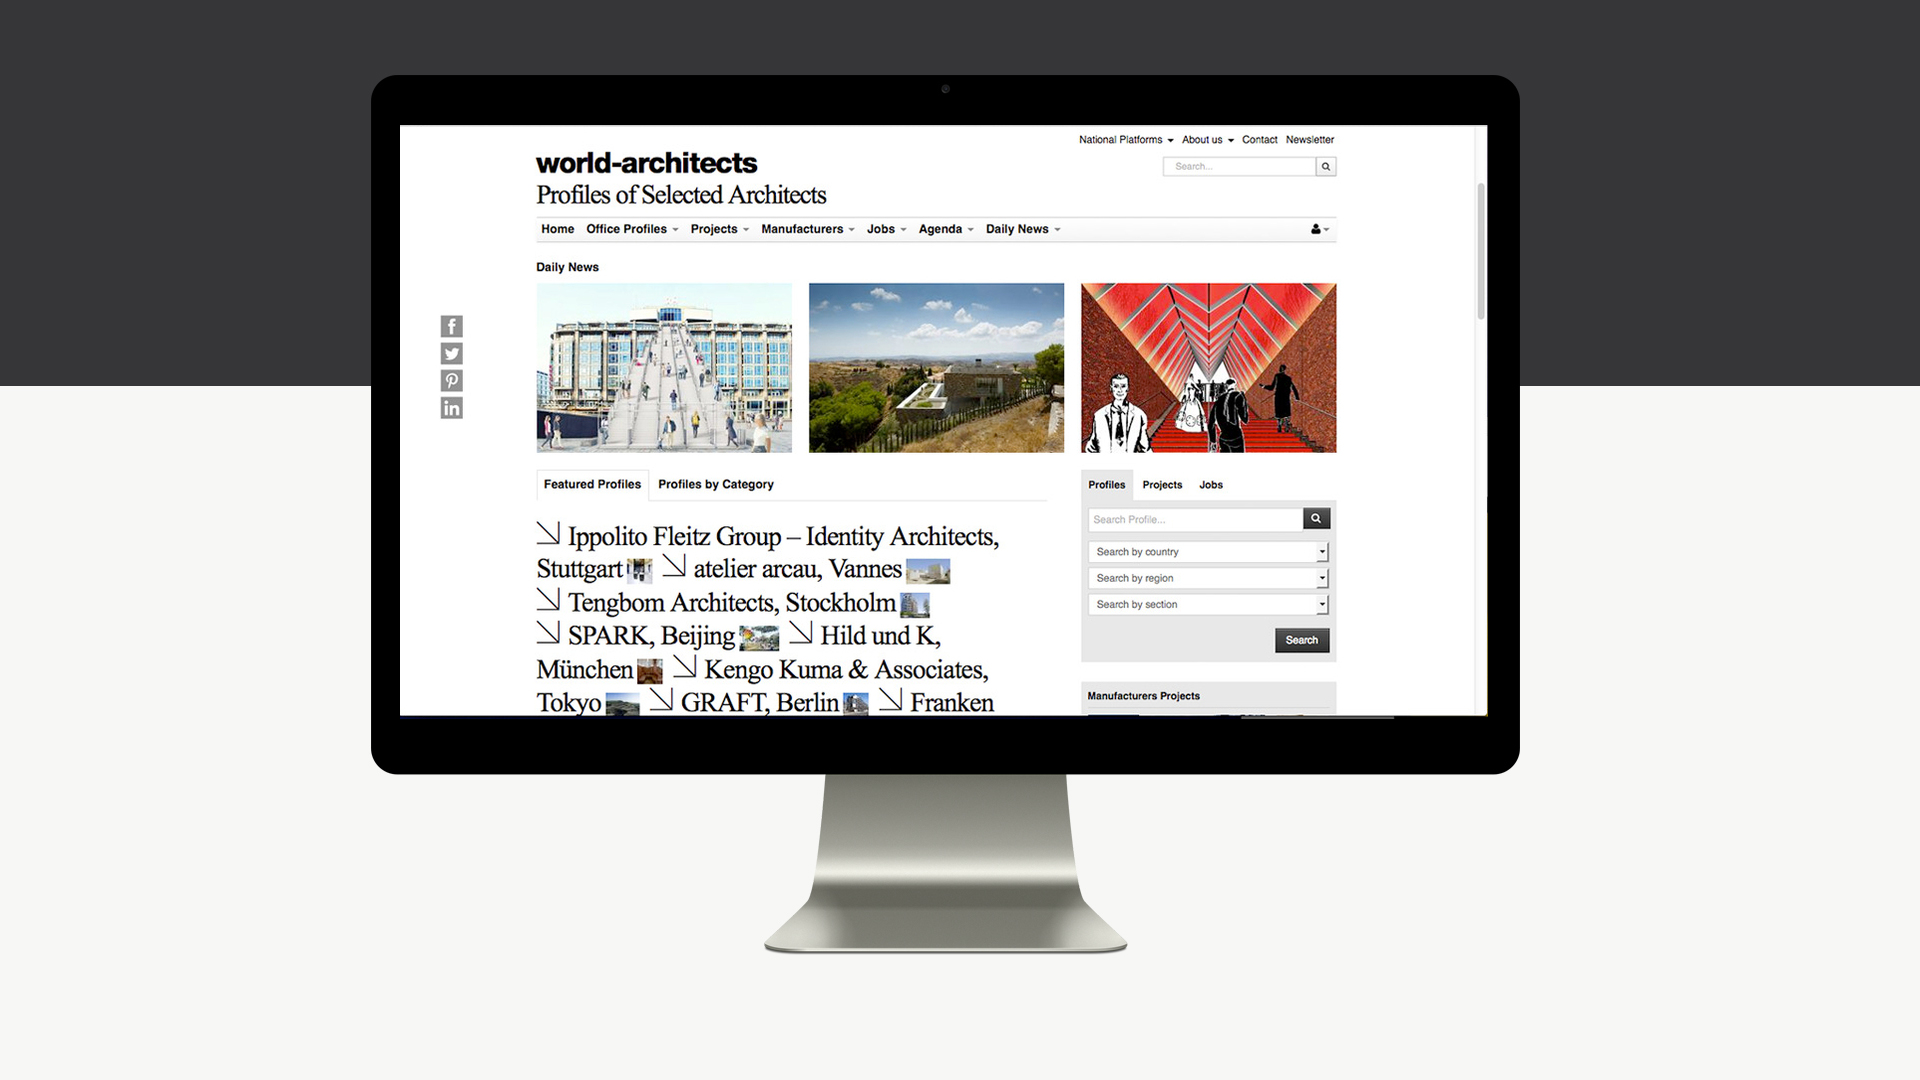 National Platforms About us Contact Newsletter
world-architects
Search...
Profiles of Selected Architects
Home Office Profiles Projects Manufacturers Jobs Agenda Daily News
Daily News
Featured Profiles Profiles by Category
Ippolito Fleitz Group – Identity Architects,
Stuttgart atelier arcau, Vannes
Tengbom Architects, Stockholm
SPARK, Beijing Hild und K,
München Kengo Kuma & Associates,
Tokyo GRAFT, Berlin Franken
Profiles Projects Jobs
Search Profile...
Search by country
Search by region
Search by section
Search
Manufacturers Projects